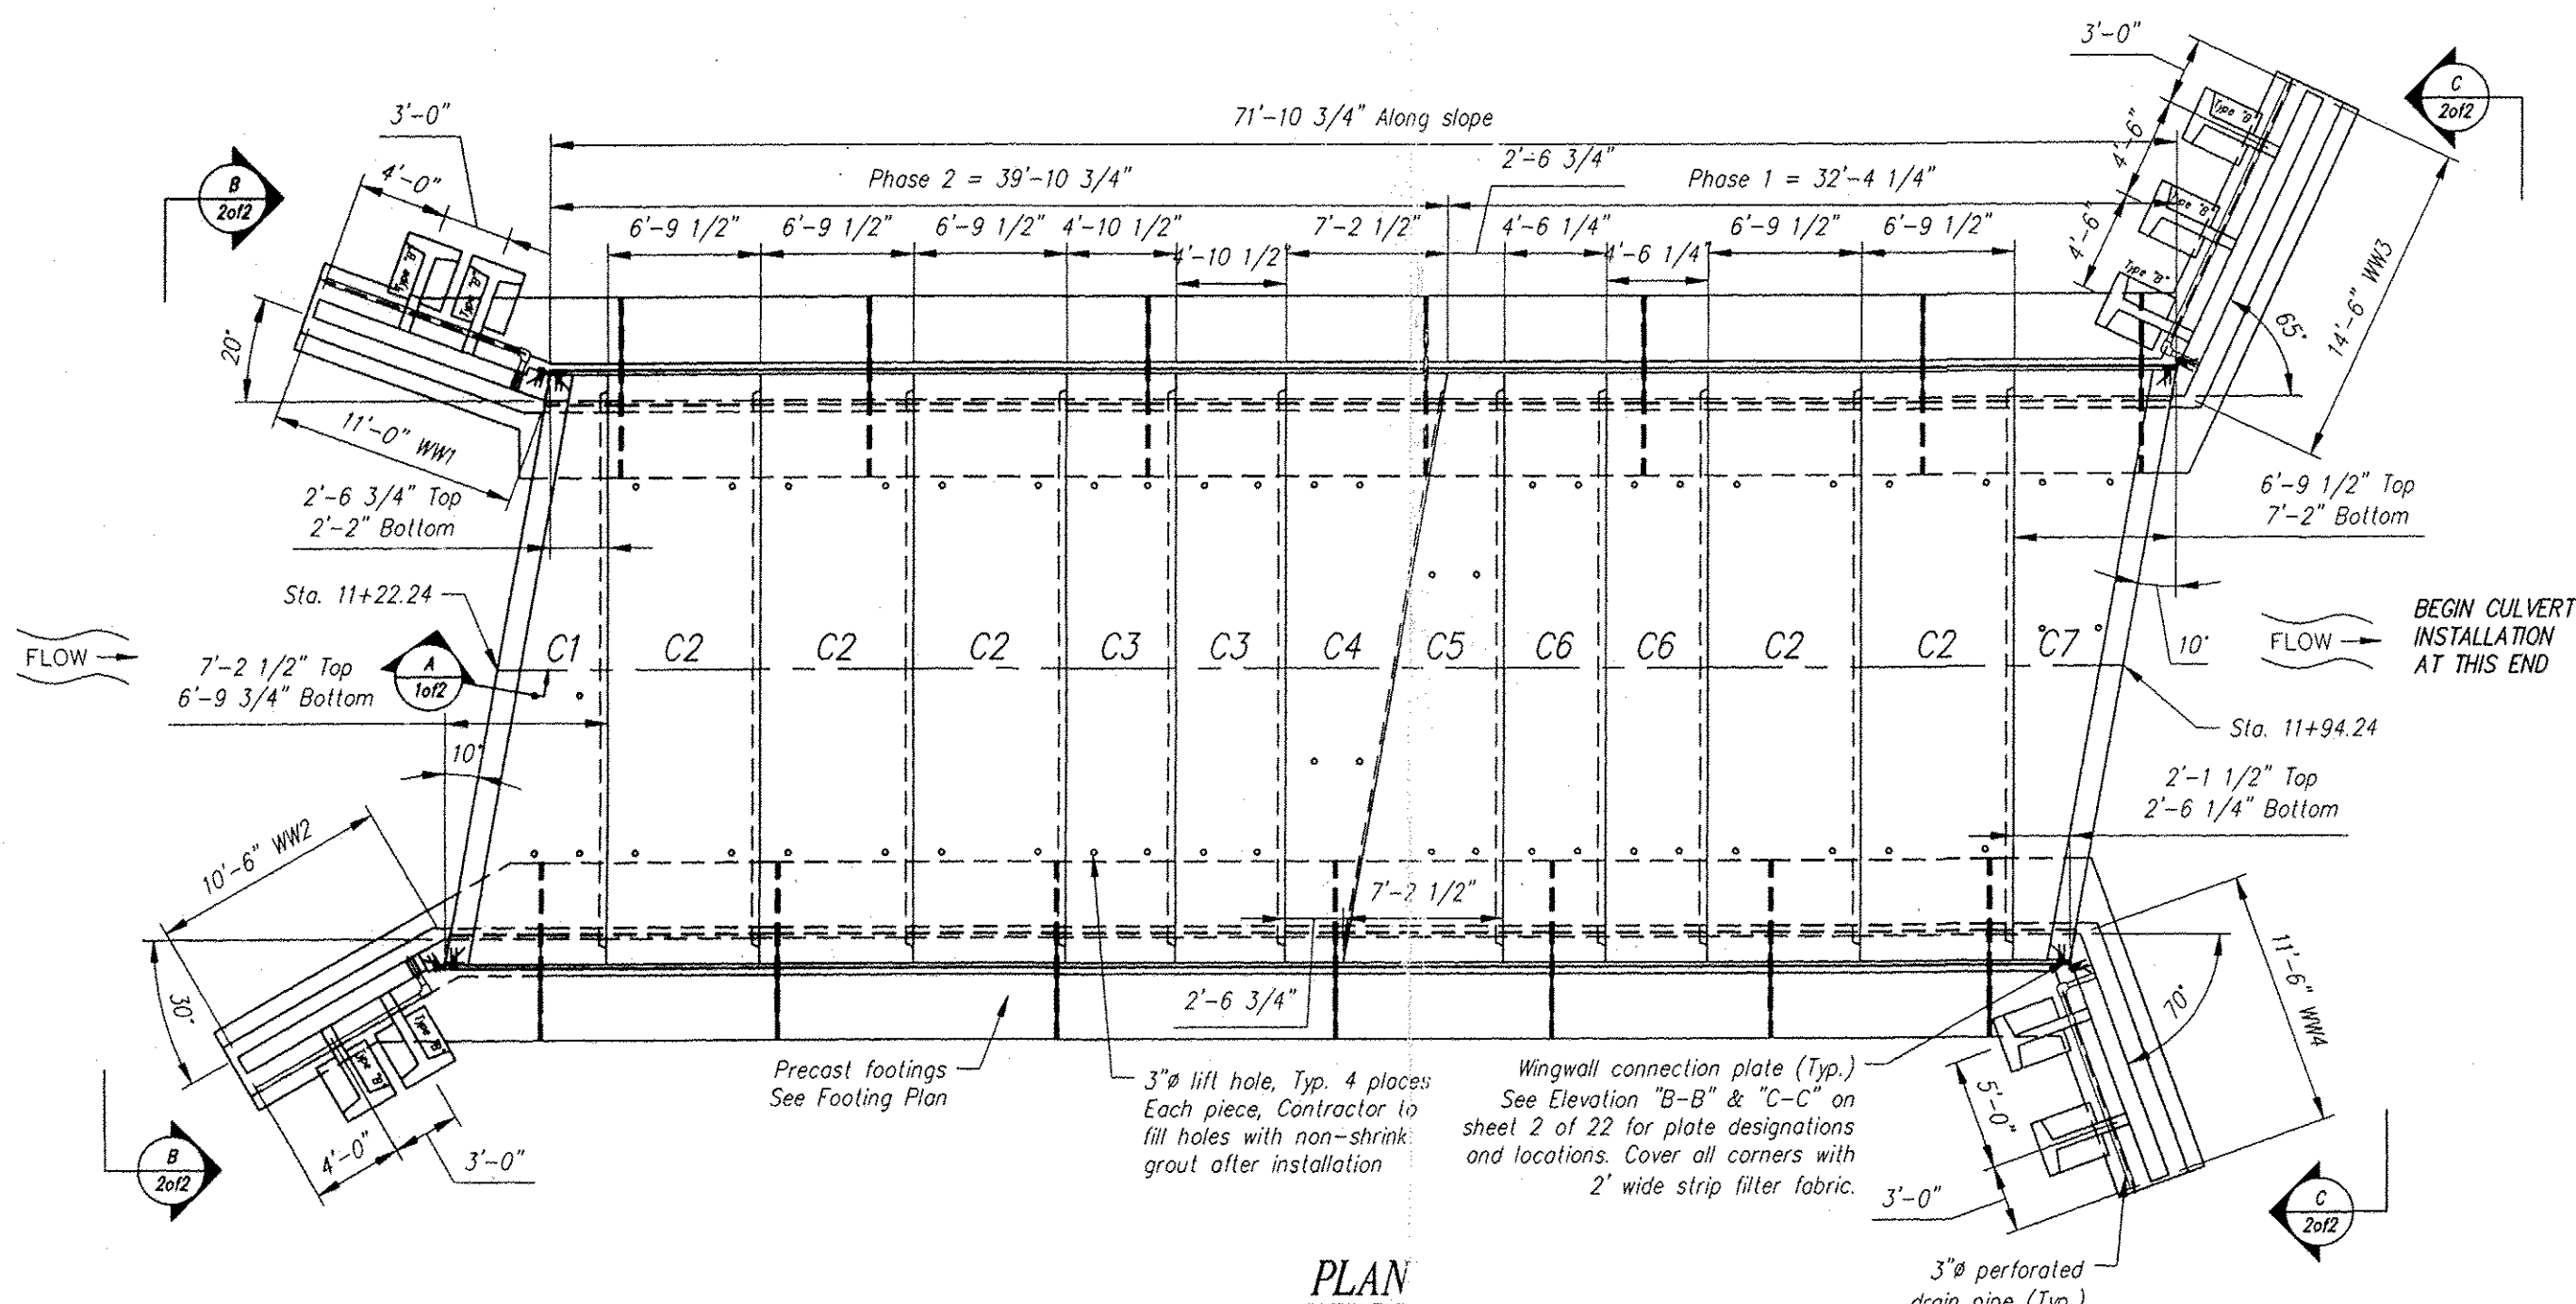 3'-0"
C
2of2
71'-10 3/4" Along slope
3'-0"
2'-6 3/4"
4'-6"
Type "B"
B
2of2
4'-0"
Phase 2 = 39'-10 3/4"
Phase 1 = 32'-4 1/4"
Type "B"
6'-9 1/2"
6'-9 1/2"
6'-9 1/2"
4'-10 1/2"
7'-2 1/2"
4'-6 1/4"
6'-9 1/2"
6'-9 1/2"
4'-6"
4'-10 1/2"
4'-6 1/4"
Type "B"
14'-6" WW3
Type "B"
Type "B"
65°
20°
11'-0" WW1
2'-6 3/4" Top
2'-2" Bottom
6'-9 1/2" Top
7'-2" Bottom
Sta. 11+22.24
BEGIN CULVERT
INSTALLATION
AT THIS END
FLOW
FLOW
10°
C1
C2
C2
C2
C3
C3
C4
C5
C6
C6
C2
C2
C7
7'-2 1/2" Top
6'-9 3/4" Bottom
A
1of2
Sta. 11+94.24
10°
2'-1 1/2" Top
2'-6 1/4" Bottom
10'-6" WW2
7'-2 1/2"
30°
2'-6 3/4"
11'-6" WW4
70°
Type "B"
Type "B"
Precast footings
See Footing Plan
3"ø lift hole, Typ. 4 places
Each piece, Contractor to
fill holes with non-shrink
grout after installation
Wingwall connection plate (Typ.)
See Elevation "B-B" & "C-C" on
sheet 2 of 22 for plate designations
and locations. Cover all corners with
2' wide strip filter fabric.
5'-0"
B
2of2
4'-0"
3'-0"
3'-0"
C
2of2
PLAN
3"ø perforated
drain pipe (Typ.)